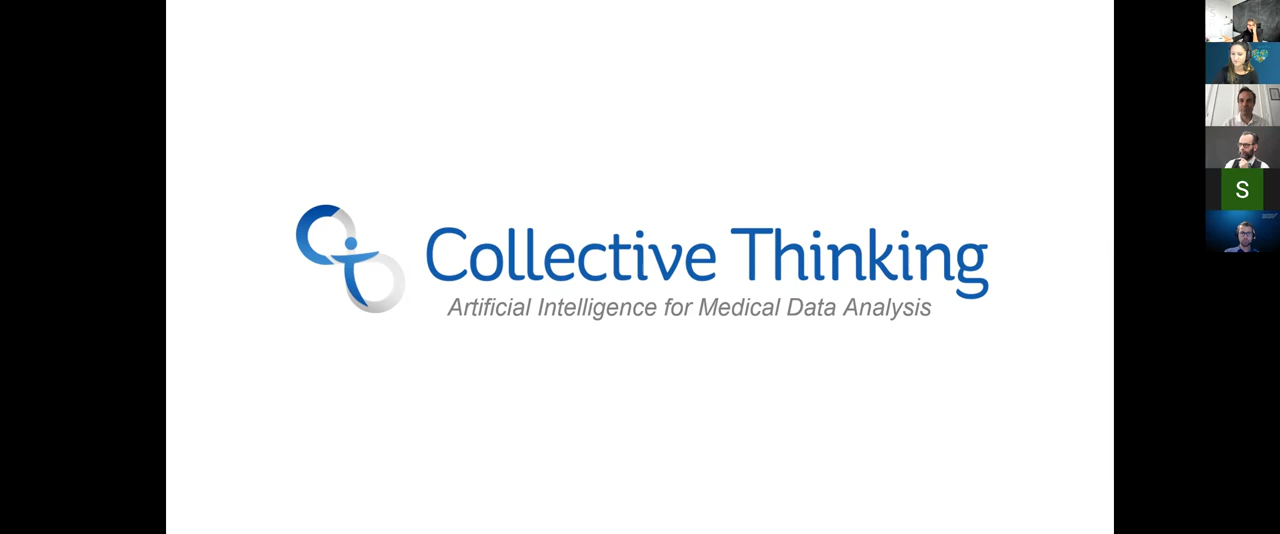 Collective Thinking
Artificial Intelligence for Medical Data Analysis
S